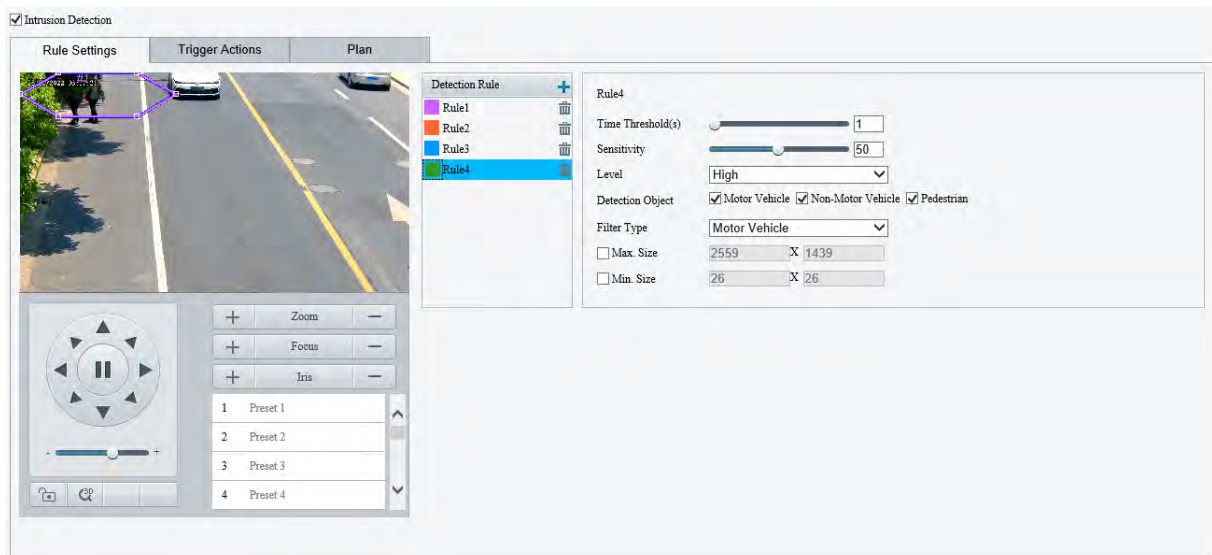 Intrusion Detection
Rule Settings Trigger Actions Plan
#1
Detection Rule
Rule1
Rule2
Rule3
Rule4
Rule4
Time Threshold(s) 1
Sensitivity 50
Level High
Detection Object Motor Vehicle Non-Motor Vehicle Pedestrian
Filter Type Motor Vehicle
Max. Size 2559 X 1439
Min. Size 26 X 26
+ Zoom −
+ Focus −
+ Iris −
- +
3D
1 Preset 1
2 Preset 2
3 Preset 3
4 Preset 4